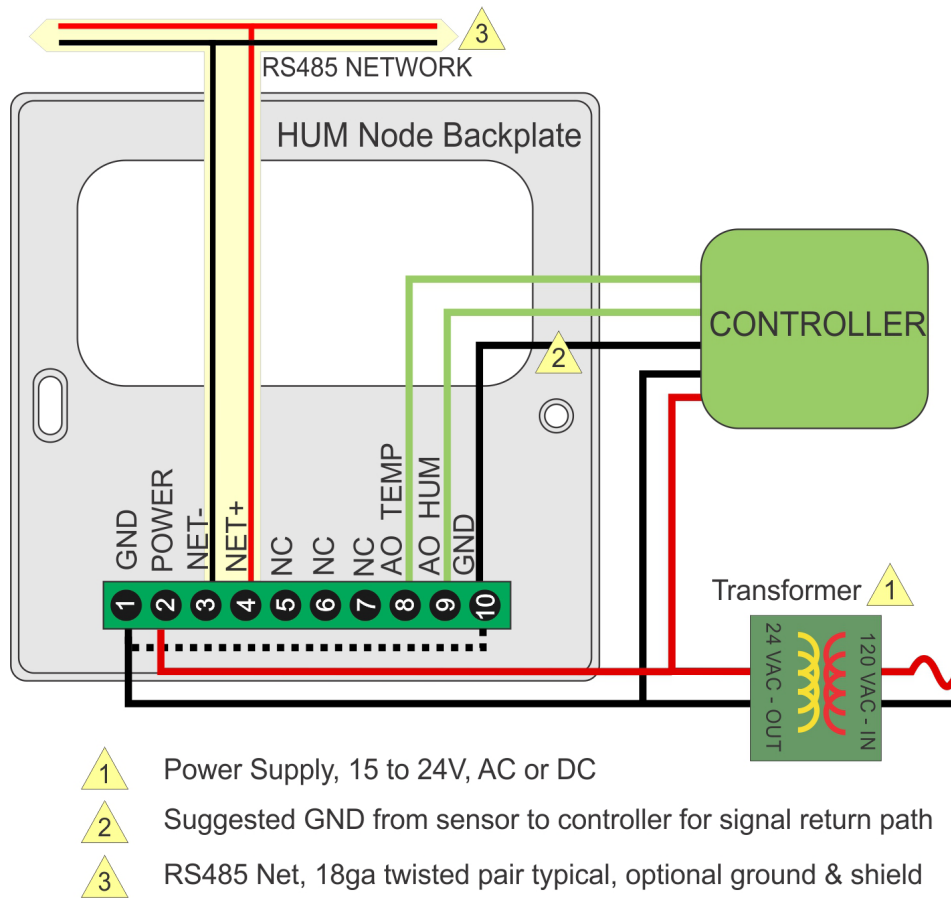 3
RS485 NETWORK
HUM Node Backplate
CONTROLLER
2
GND
POWER
NET-
NET+
NC
NC
NC
AO TEMP
AO HUM
GND
1 2 3 4 5 6 7 8 9 10
Transformer 1
24 VAC - OUT
120 VAC - IN
1 Power Supply, 15 to 24V, AC or DC
2 Suggested GND from sensor to controller for signal return path
3 RS485 Net, 18ga twisted pair typical, optional ground & shield